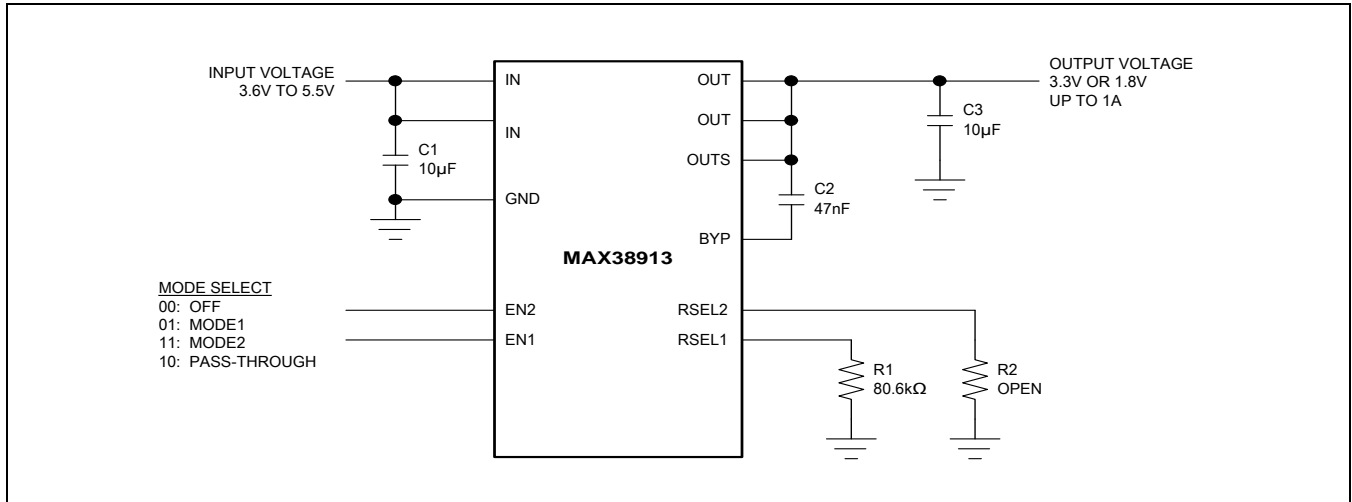 INPUT VOLTAGE
3.6V TO 5.5V
IN
IN
C1
10µF
GND
MODE SELECT
00: OFF
01: MODE1
11: MODE2
10: PASS-THROUGH
EN2
EN1
MAX38913
OUT
OUT
OUTS
BYP
RSEL2
RSEL1
C2
47nF
C3
10µF
OUTPUT VOLTAGE
3.3V OR 1.8V
UP TO 1A
R1
80.6kΩ
R2
OPEN